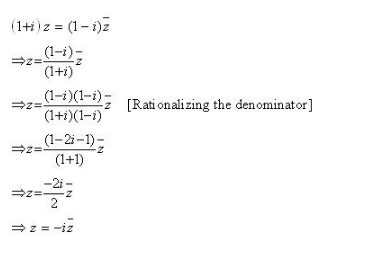 (1+i)z = (1-i)z̅
⇒z=(1-i)/(1+i) z̅
⇒z=(1-i)(1-i)/(1+i)(1-i) z̅ [Rationalizing the denominator]
⇒z=(1-2i-1)/(1+1) z̅
⇒z=-2i/2 z̅
⇒ z = -iz̅